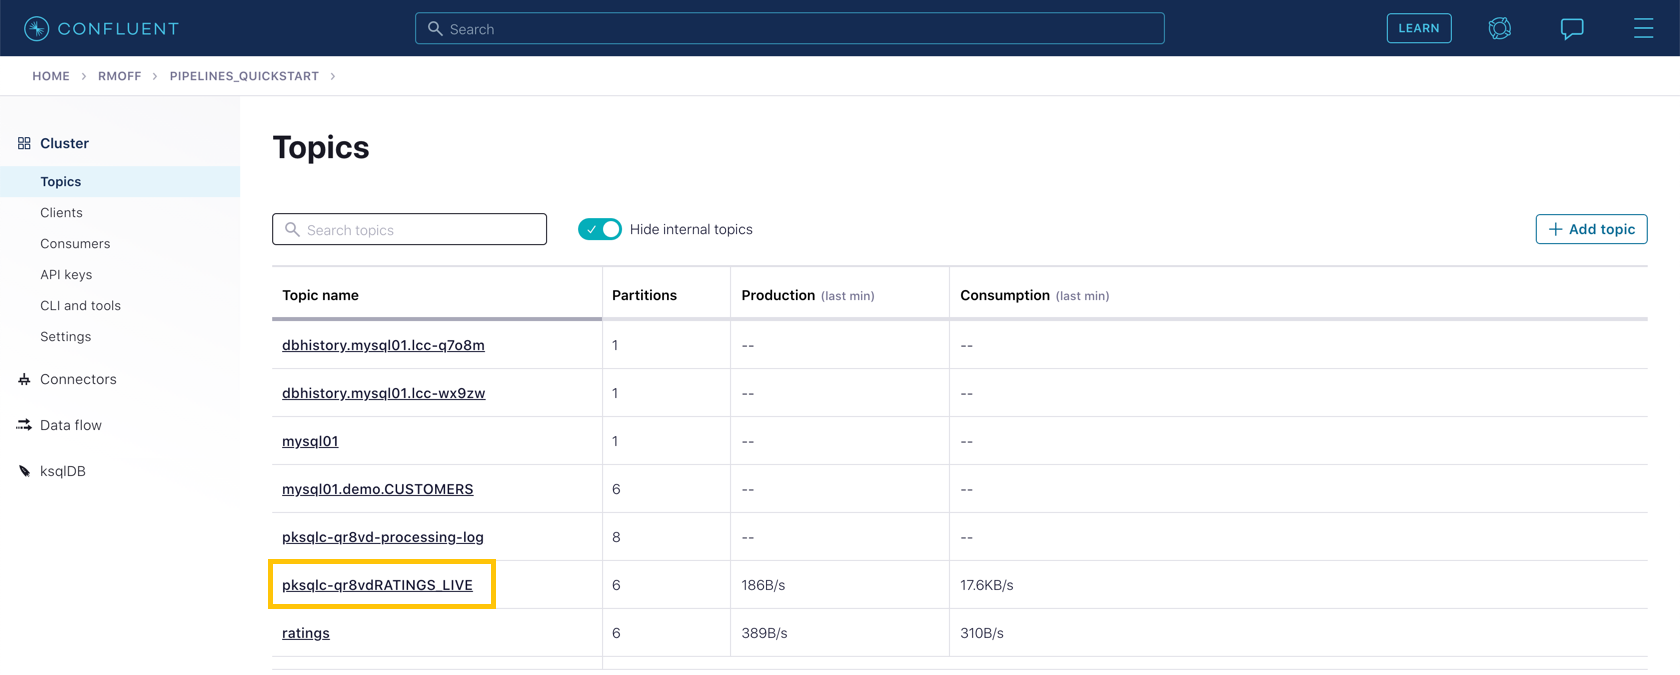 CONFLUENT
Search
LEARN
HOME > RMOFF > PIPELINES_QUICKSTART >
Cluster
Topics
Clients
Consumers
API keys
CLI and tools
Settings
Connectors
Data flow
ksqlDB
Topics
Search topics
Hide internal topics
+ Add topic
Topic name Partitions Production (last min) Consumption (last min)
dbhistory.mysql01.lcc-q7o8m 1 -- --
dbhistory.mysql01.lcc-wx9zw 1 -- --
mysql01 1 -- --
mysql01.demo.CUSTOMERS 6 -- --
pksqlc-qr8vd-processing-log 8 -- --
pksqlc-qr8vdRATINGS_LIVE 6 186B/s 17.6KB/s
ratings 6 389B/s 310B/s